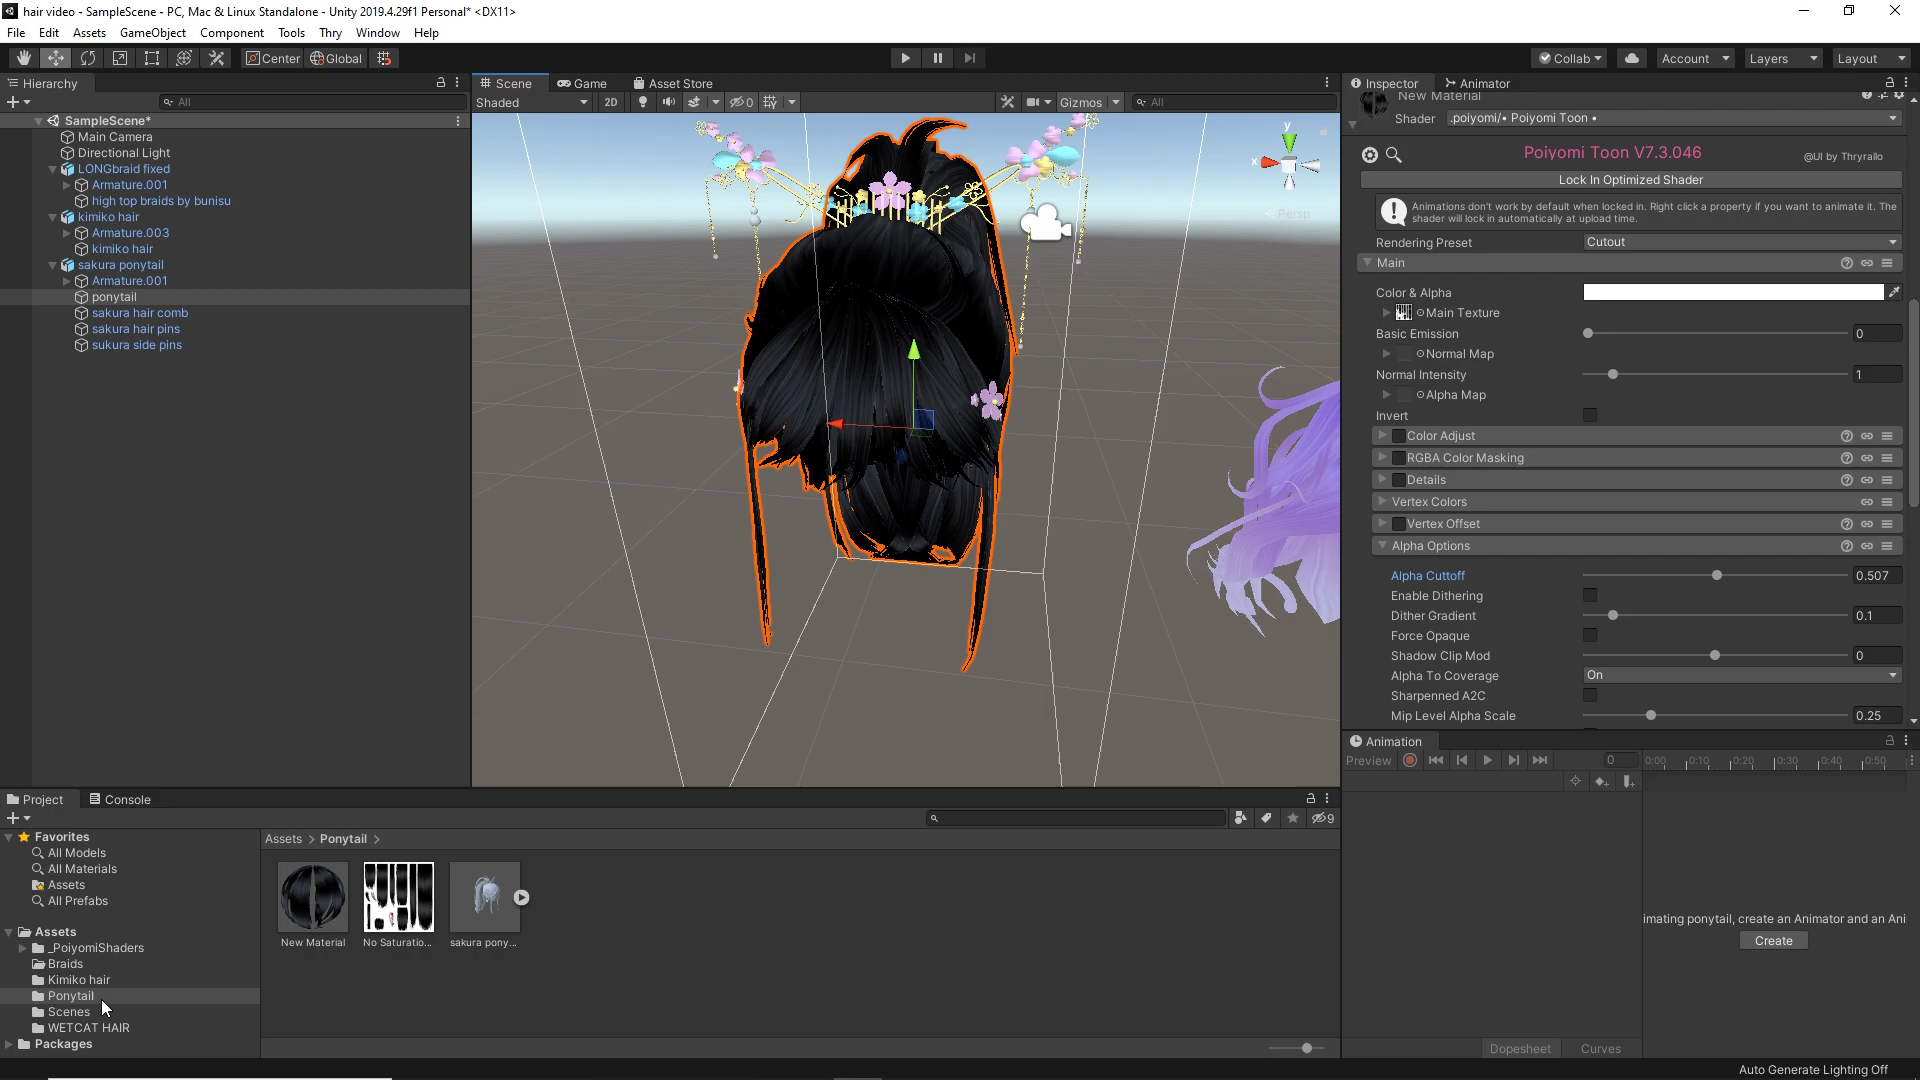 hair video - SampleScene - PC, Mac & Linux Standalone - Unity 2019.4.29f1 Personal* <DX11>
File Edit Assets GameObject Component Tools Thry Window Help
Center Global Collab Account Layers Layout
Hierarchy
All
SampleScene*
Main Camera
Directional Light
LONGbraid fixed
Armature.001
high top braids by bunisu
kimiko hair
Armature.003
kimiko hair
sakura ponytail
Armature.001
ponytail
sakura hair comb
sakura hair pins
sukura side pins
Scene Game Asset Store
Shaded 2D 0 Gizmos All
y
x
Persp
Inspector Animator
New Material
Shader .poiyomi/• Poiyomi Toon •
Poiyomi Toon V7.3.046 @UI by Thryrallo
Lock In Optimized Shader
Animations don't work by default when locked in. Right click a property if you want to animate it. The
shader will lock in automatically at upload time.
Rendering Preset Cutout
Main
Color & Alpha
Main Texture
Basic Emission 0
Normal Map
Normal Intensity 1
Alpha Map
Invert
Color Adjust
RGBA Color Masking
Details
Vertex Colors
Vertex Offset
Alpha Options
Alpha Cuttoff 0.507
Enable Dithering
Dither Gradient 0.1
Force Opaque
Shadow Clip Mod 0
Alpha To Coverage On
Sharpenned A2C
Mip Level Alpha Scale 0.25
Animation
Preview 0 0:00 0:10 0:20 0:30 0:40 0:50
imating ponytail, create an Animator and an Ani
Create
Dopesheet Curves
Project Console
9
Favorites
All Models
All Materials
Assets
All Prefabs
Assets
_PoiyomiShaders
Braids
Kimiko hair
Ponytail
Scenes
WETCAT HAIR
Packages
Assets > Ponytail >
New Material No Saturatio... sakura pony...
Auto Generate Lighting Off